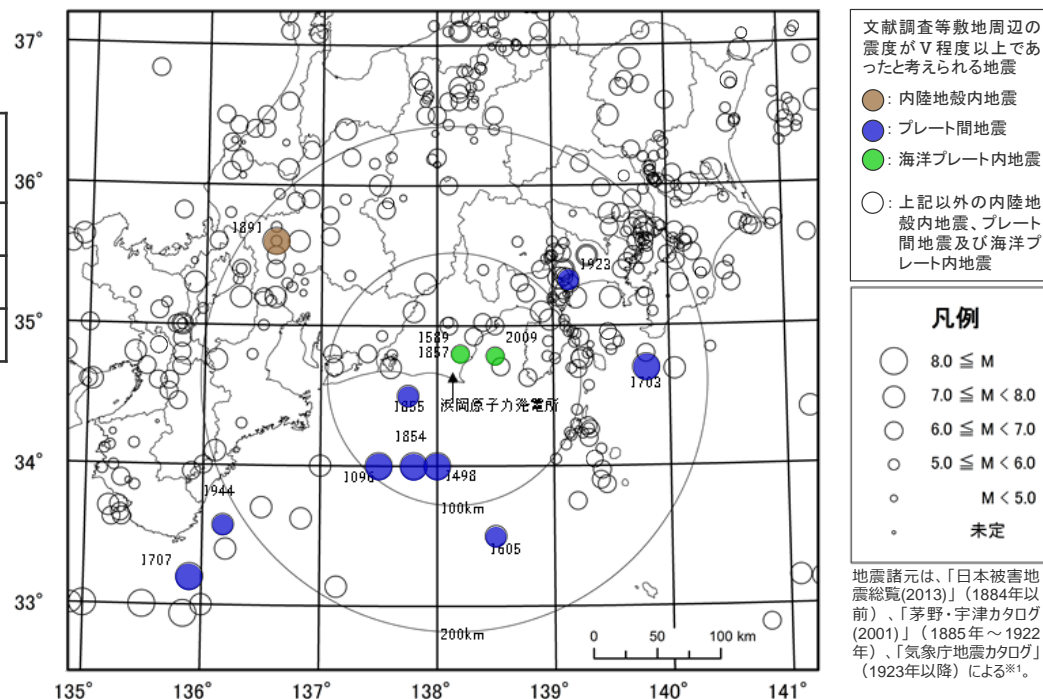 37°
36°
35°
34°
33°
135°
136°
137°
138°
139°
140°
141°
1891
1923
1589
1857
2009
1703
1855
浜岡原子力発電所
1854
1096
1498
1944
100km
1605
1707
200km
0 50 100 km
文献調査等敷地周辺の
震度がⅤ程度以上であ
ったと考えられる地震
：内陸地殻内地震
：プレート間地震
：海洋プレート内地震
：上記以外の内陸地
殻内地震、プレート
間地震及び海洋プ
レート内地震
凡例
8.0 ≦ M
7.0 ≦ M < 8.0
6.0 ≦ M < 7.0
5.0 ≦ M < 6.0
M < 5.0
未定
地震諸元は、「日本被害地
震総覧(2013)」（1884年以
前）、「茅野・宇津カタログ
(2001)」（1885年～1922
年）、「気象庁地震カタログ」
（1923年以降）による※1。